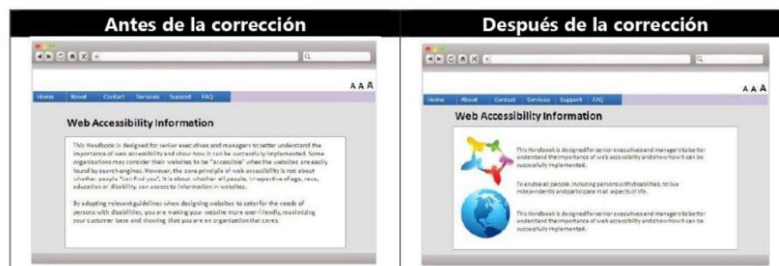 Antes de la corrección
Después de la corrección
A A A
Home About Contact Services Support FAQ
Web Accessibility Information
This Handbook is designed for senior executives and managers to better understand the
importance of web accessibility and show how it can be successfully implemented. Some
organisations may consider their websites to be "accessible" when the websites are easily
found by search engines. However, the core principle of web accessibility is not about
whether people "can find you", it is about whether all people, irrespective of age, race,
education or disability, can access to information in websites.
By adopting relevant guidelines when designing websites to cater for the needs of
persons with disabilities, you are making your website more user-friendly, maximizing
your customer base and showing that you are an organisation that cares.
A A A
Home About Contact Services Support FAQ
Web Accessibility Information
This Handbook is designed for senior executives and managers to better
understand the importance of web accessibility and show how it can be
successfully implemented.
To enable all people, including persons with disabilities, to live
independently and participate in all aspects of life.
This Handbook is designed for senior executives and managers to better
understand the importance of web accessibility and show how it can be
successfully implemented.